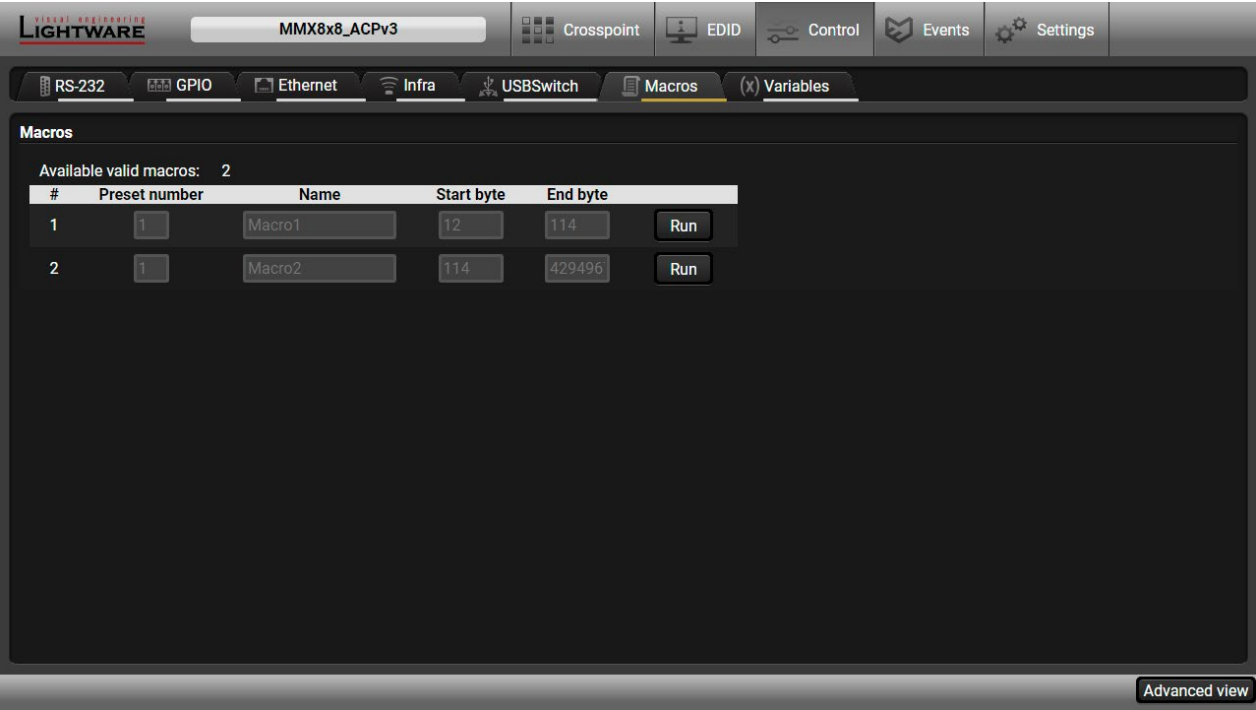 visual engineering
LIGHTWARE
MMX8x8_ACPv3
Crosspoint
EDID
Control
Events
Settings
RS-232
GPIO
Ethernet
Infra
USBSwitch
Macros
(x) Variables
Macros
Available valid macros: 2
# Preset number Name Start byte End byte
1 1 Macro1 12 114 Run
2 1 Macro2 114 429496 Run
Advanced view